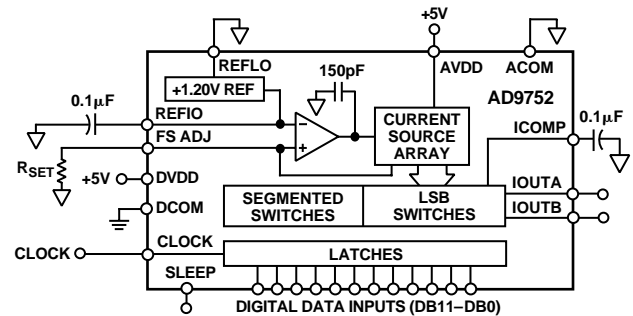 +5V
REFLO
150pF
AVDD
ACOM
+1.20V REF
AD9752
0.1µF
REFIO
–
CURRENT
SOURCE
ARRAY
0.1µF
ICOMP
FS ADJ
+
RSET
+5V
DVDD
SEGMENTED
SWITCHES
LSB
SWITCHES
IOUTA
DCOM
IOUTB
CLOCK
CLOCK
LATCHES
SLEEP
DIGITAL DATA INPUTS (DB11–DB0)